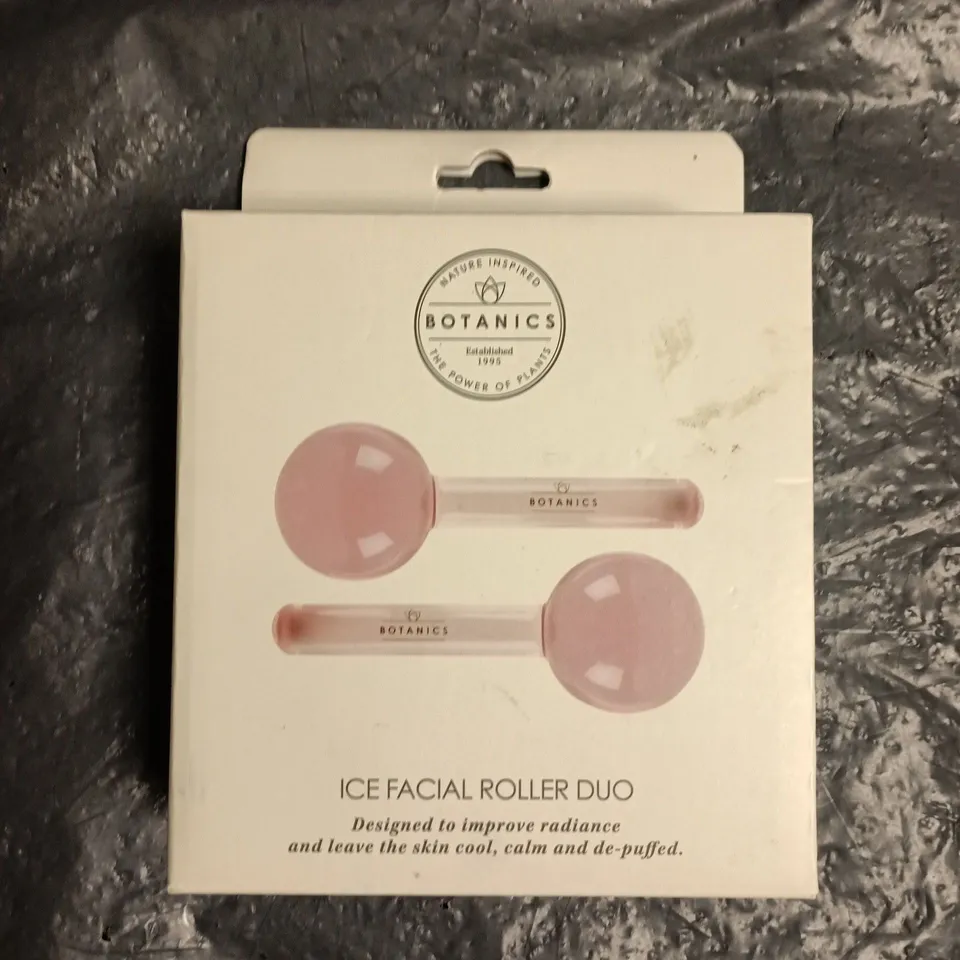 NATURE INSPIRED
BOTANICS
Established
1995
THE POWER OF PLANTS
BOTANICS
BOTANICS
ICE FACIAL ROLLER DUO
Designed to improve radiance
and leave the skin cool, calm and de-puffed.